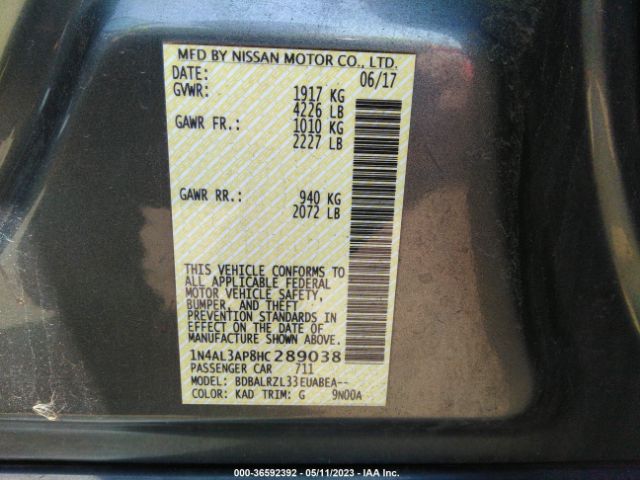 MFD BY NISSAN MOTOR CO., LTD.
DATE: 06/17
GVWR: 1917 KG
4226 LB
GAWR FR.: 1010 KG
2227 LB
GAWR RR.: 940 KG
2072 LB
THIS VEHICLE CONFORMS TO
ALL APPLICABLE FEDERAL
MOTOR VEHICLE SAFETY,
BUMPER, AND THEFT
PREVENTION STANDARDS IN
EFFECT ON THE DATE OF
MANUFACTURE SHOWN ABOVE.
1N4AL3AP8HC289038
PASSENGER CAR 711
MODEL: BDBALRZL33EUABEA--
COLOR: KAD TRIM: G 9N00A
000-36592392 - 05/11/2023 - IAA Inc.